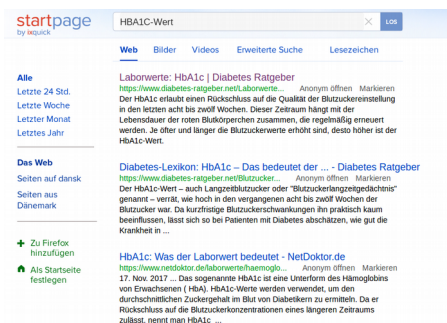 startpage
by ixquick
HBA1C-Wert
LOS
Web Bilder Videos Erweiterte Suche Lesezeichen
Alle
Letzte 24 Std.
Letzte Woche
Letzter Monat
Letztes Jahr
Das Web
Seiten auf dansk
Seiten aus
Dänemark
Zu Firefox
hinzufügen
Als Startseite
festlegen
Laborwerte: HbA1c | Diabetes Ratgeber
https://www.diabetes-ratgeber.net/Laborwerte... Anonym öffnen Markieren
Der HbA1c erlaubt einen Rückschluss auf die Qualität der Blutzuckereinstellung
in den letzten acht bis zwölf Wochen. Dieser Zeitraum hängt mit der
Lebensdauer der roten Blutkörperchen zusammen, die regelmäßig erneuert
werden. Je öfter und länger die Blutzuckerwerte erhöht sind, desto höher ist der
HbA1c-Wert.
Diabetes-Lexikon: HbA1c – Das bedeutet der ... - Diabetes Ratgeber
https://www.diabetes-ratgeber.net/Blutzucker... Anonym öffnen Markieren
Der HbA1c-Wert – auch Langzeitblutzucker oder "Blutzuckerlangzeitgedächtnis"
genannt – verrät, wie hoch in den vergangenen acht bis zwölf Wochen der
Blutzucker war. Da kurzfristige Blutzuckerschwankungen ihn praktisch kaum
beeinflussen, lässt sich so bei Patienten mit Diabetes abschätzen, wie gut die
Krankheit in ...
HbA1c: Was der Laborwert bedeutet - NetDoktor.de
https://www.netdoktor.de/laborwerte/haemoglo... Anonym öffnen Markieren
17. Nov. 2017 ... Das sogenannte HbA1c ist eine Unterform des Hämoglobins
von Erwachsenen ( HbA). HbA1c-Werte werden verwendet, um den
durchschnittlichen Zuckergehalt im Blut von Diabetikern zu ermitteln. Da er
Rückschluss auf die Blutzuckerkonzentrationen eines längeren Zeitraums
zulässt, nennt man HbA1c ...